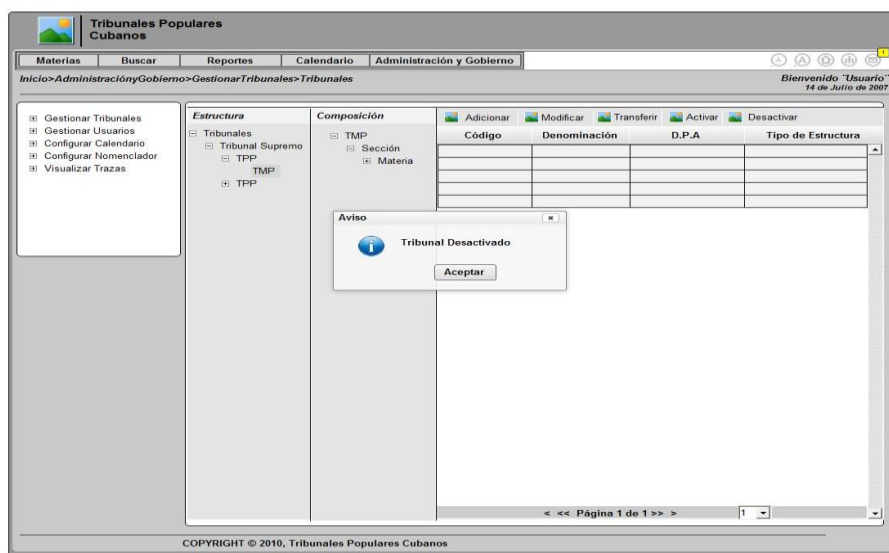 Tribunales Populares
Cubanos
Materias Buscar Reportes Calendario Administración y Gobierno
1
Inicio>AdministraciónyGobierno>GestionarTribunales>Tribunales
Bienvenido ¨Usuario¨
14 de Julio de 2007
Gestionar Tribunales
Gestionar Usuarios
Configurar Calendario
Configurar Nomenclador
Visualizar Trazas
Estructura
Tribunales
Tribunal Supremo
TPP
TMP
TPP
Composición
TMP
Sección
Materia
Adicionar Modificar Transferir Activar Desactivar
Código Denominación D.P.A Tipo de Estructura
Aviso
Tribunal Desactivado
Aceptar
< << Página 1 de 1 >> > 1
COPYRIGHT © 2010, Tribunales Populares Cubanos